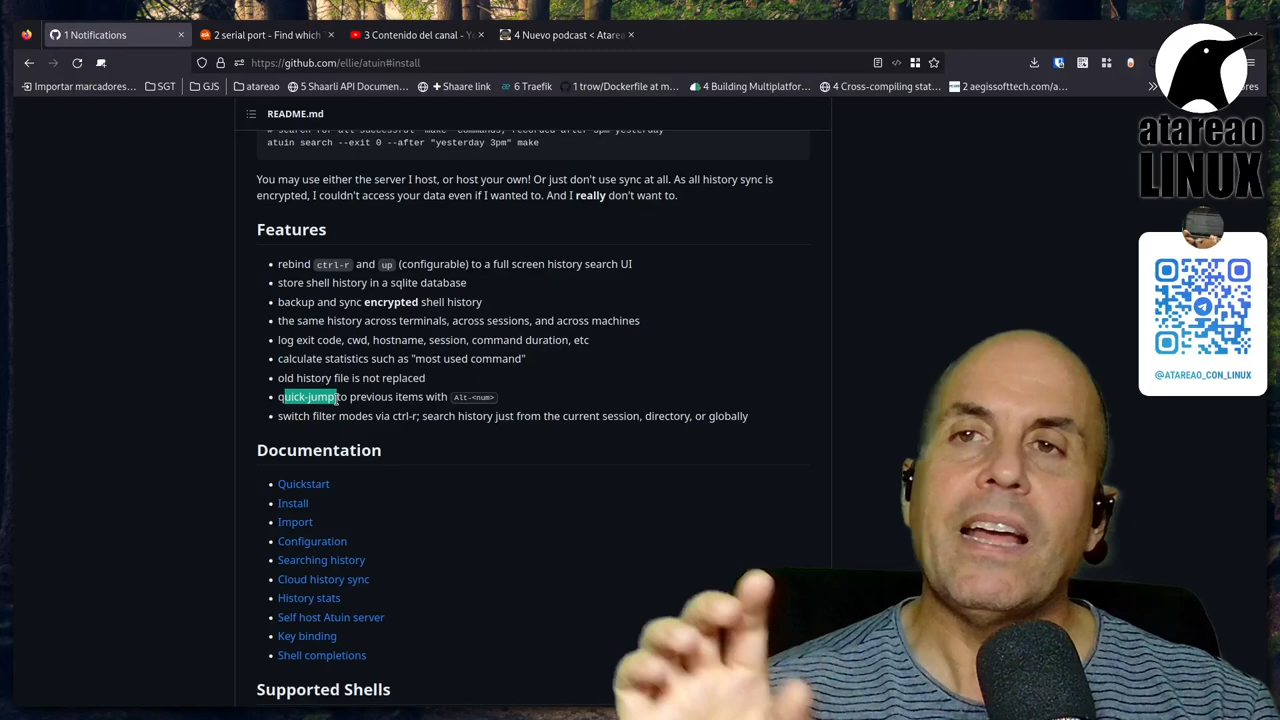 1 Notifications
2 serial port - Find which
3 Contenido del canal - Y
4 Nuevo podcast < Atarea
https://github.com/ellie/atuin#install
Importar marcadores...
SGT
GJS
atareao
5 Shaarli API Documen...
Shaare link
6 Traefik
1 trow/Dockerfile at m...
4 Building Multiplatfor...
4 Cross-compiling stat...
2 aegissofttech.com/a...
README.md
atuin search --exit 0 --after "yesterday 3pm" make
You may use either the server I host, or host your own! Or just don't use sync at all. As all history sync is
encrypted, I couldn't access your data even if I wanted to. And I really don't want to.
Features
rebind ctrl-r and up (configurable) to a full screen history search UI
store shell history in a sqlite database
backup and sync encrypted shell history
the same history across terminals, across sessions, and across machines
log exit code, cwd, hostname, session, command duration, etc
calculate statistics such as "most used command"
old history file is not replaced
quick-jump to previous items with Alt-<num>
switch filter modes via ctrl-r; search history just from the current session, directory, or globally
Documentation
Quickstart
Install
Import
Configuration
Searching history
Cloud history sync
History stats
Self host Atuin server
Key binding
Shell completions
Supported Shells
atareao
LINUX
@ATAREAO_CON_LINUX